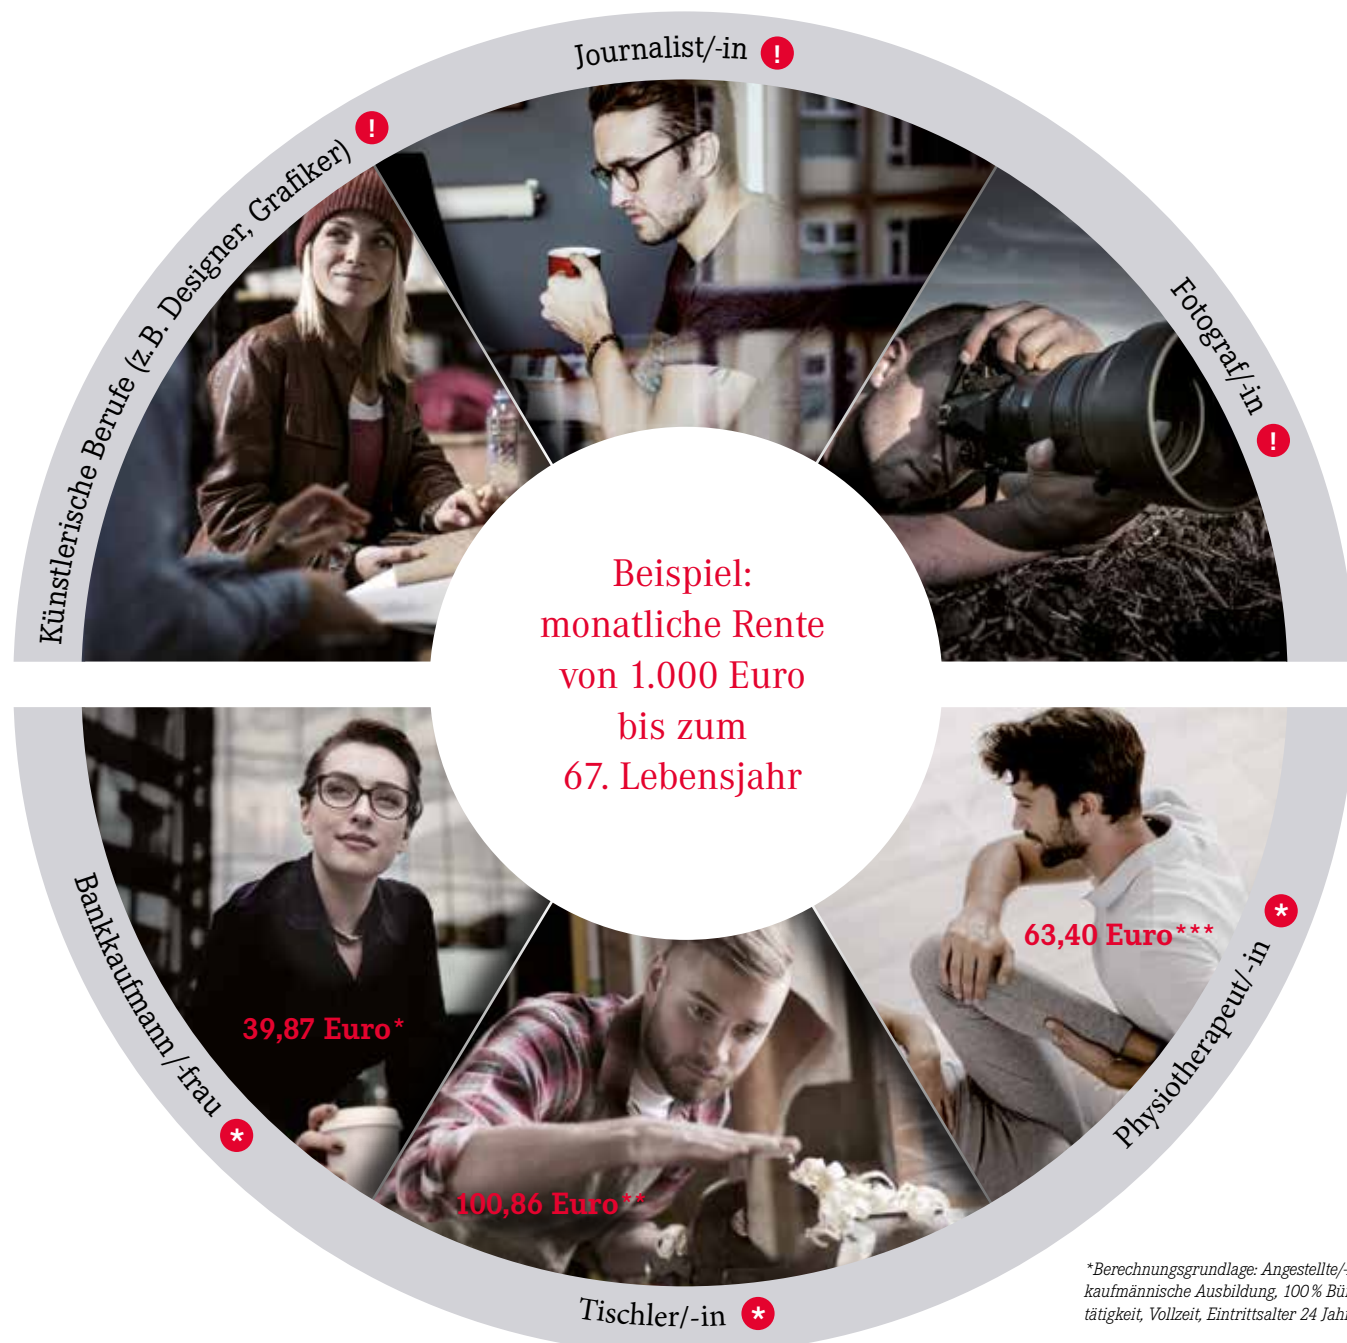 Journalist/-in !
Künstlerische Berufe (z.B. Designer, Grafiker) !
Fotograf/-in !
Beispiel:
monatliche Rente
von 1.000 Euro
bis zum
67. Lebensjahr
63,40 Euro***
Physiotherapeut/-in *
39,87 Euro*
Bankkaufmann/-frau *
100,86 Euro**
Tischler/-in *
*Berechnungsgrundlage: Angestellte/-
kaufmännische Ausbildung, 100% 
tätigkeit, Vollzeit, Eintrittsalter 24